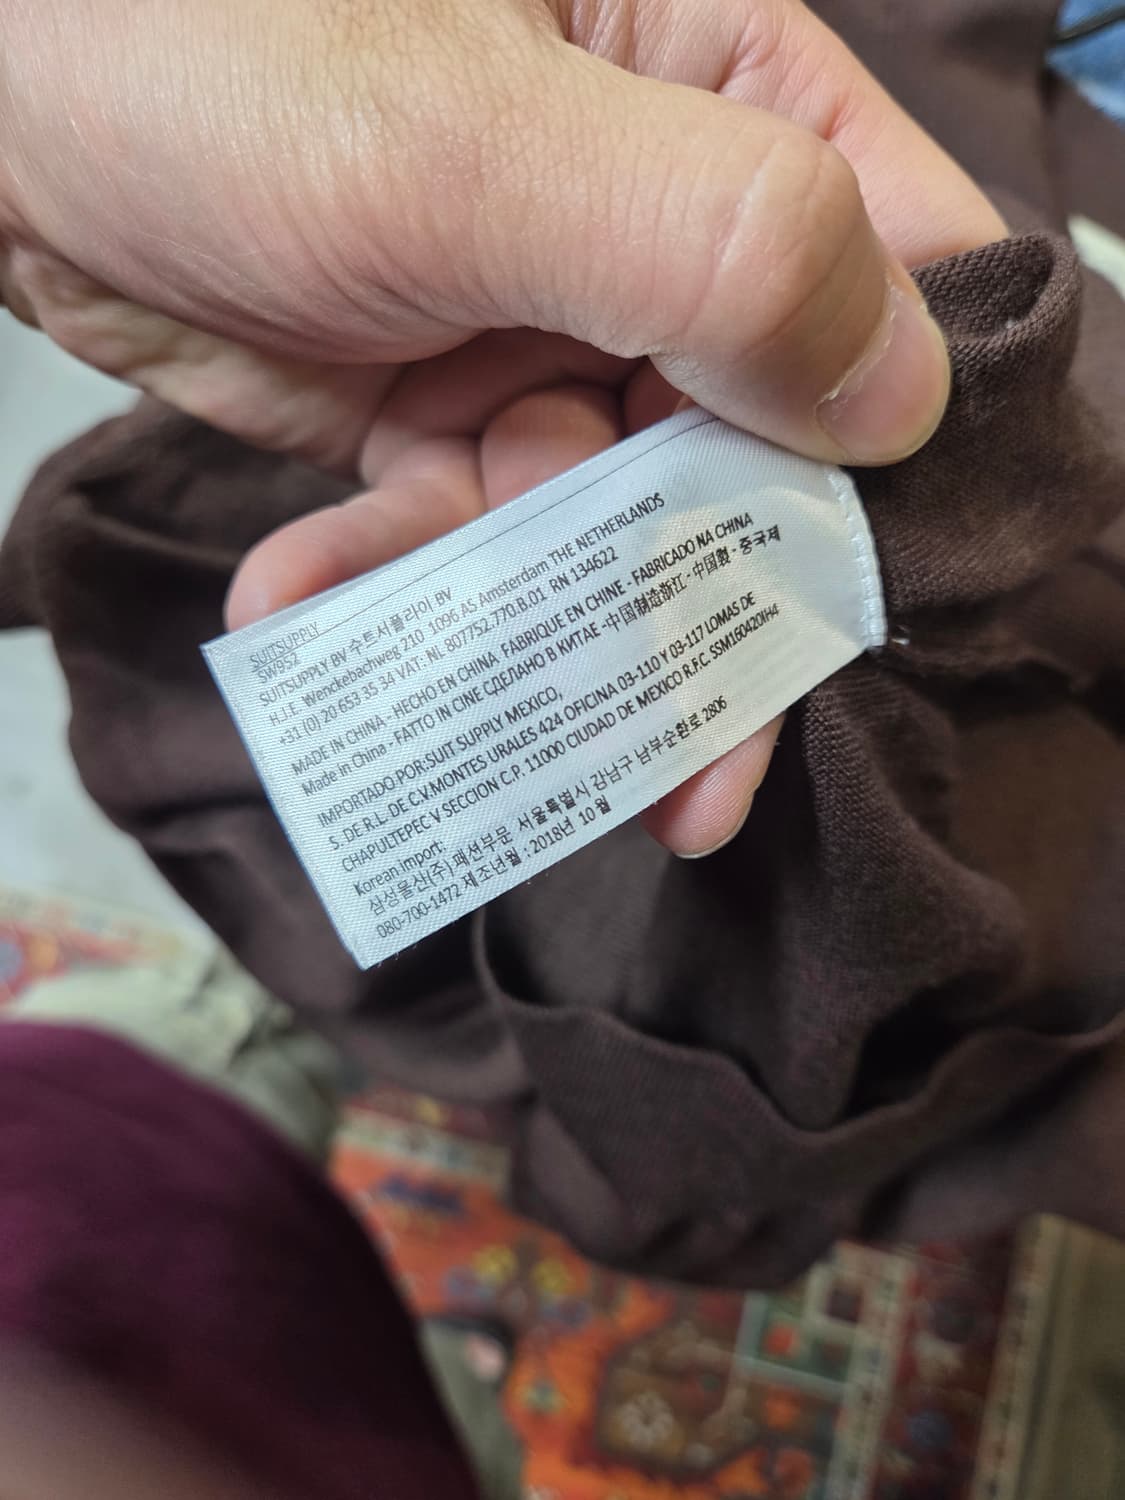 SUITSUPPLY
SW952
SUITSUPPLY BV 수트서플라이 BV
H.J.E. Wenckebachweg 210 1096 AS Amsterdam THE NETHERLANDS
+31 (0) 20 653 35 34 VAT: NL 807752.770.B.01 RN 134622
MADE IN CHINA - HECHO EN CHINA FABRIQUE EN CHINE - FABRICADO NA CHINA
Made in China - FATTO IN CINE СДЕЛАНО В КИТАЕ -中国制造浙江- 中国製 - 중국제
IMPORTADO POR:SUIT SUPPLY MEXICO,
S. DE R.L. DE C.V.MONTES URALES 424 OFICINA 03-110 Y 03-117 LOMAS DE
CHAPULTEPEC V SECCION C.P. 11000 CIUDAD DE MEXICO R.F.C. SSM160420IH4
Korean import:
삼성물산(주) 패션부문 서울특별시 강남구 남부순환로 2806
080-700-1472 제조년월 : 2018년 10 월